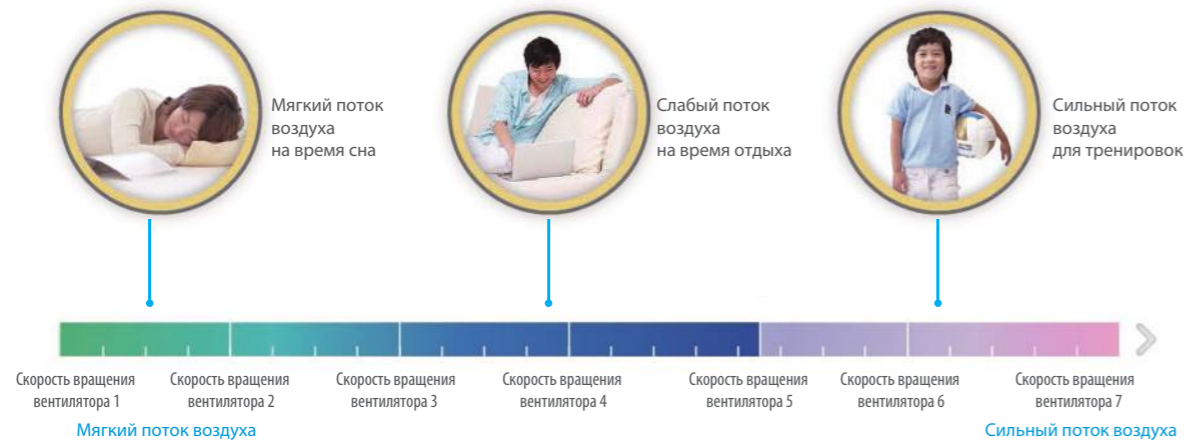 Мягкий поток
воздуха
на время сна
Слабый поток
воздуха
на время отдыха
Сильный поток
воздуха
для тренировок
Скорость вращения
вентилятора 1
Скорость вращения
вентилятора 2
Скорость вращения
вентилятора 3
Скорость вращения
вентилятора 4
Скорость вращения
вентилятора 5
Скорость вращения
вентилятора 6
Скорость вращения
вентилятора 7
Мягкий поток воздуха
Сильный поток воздуха